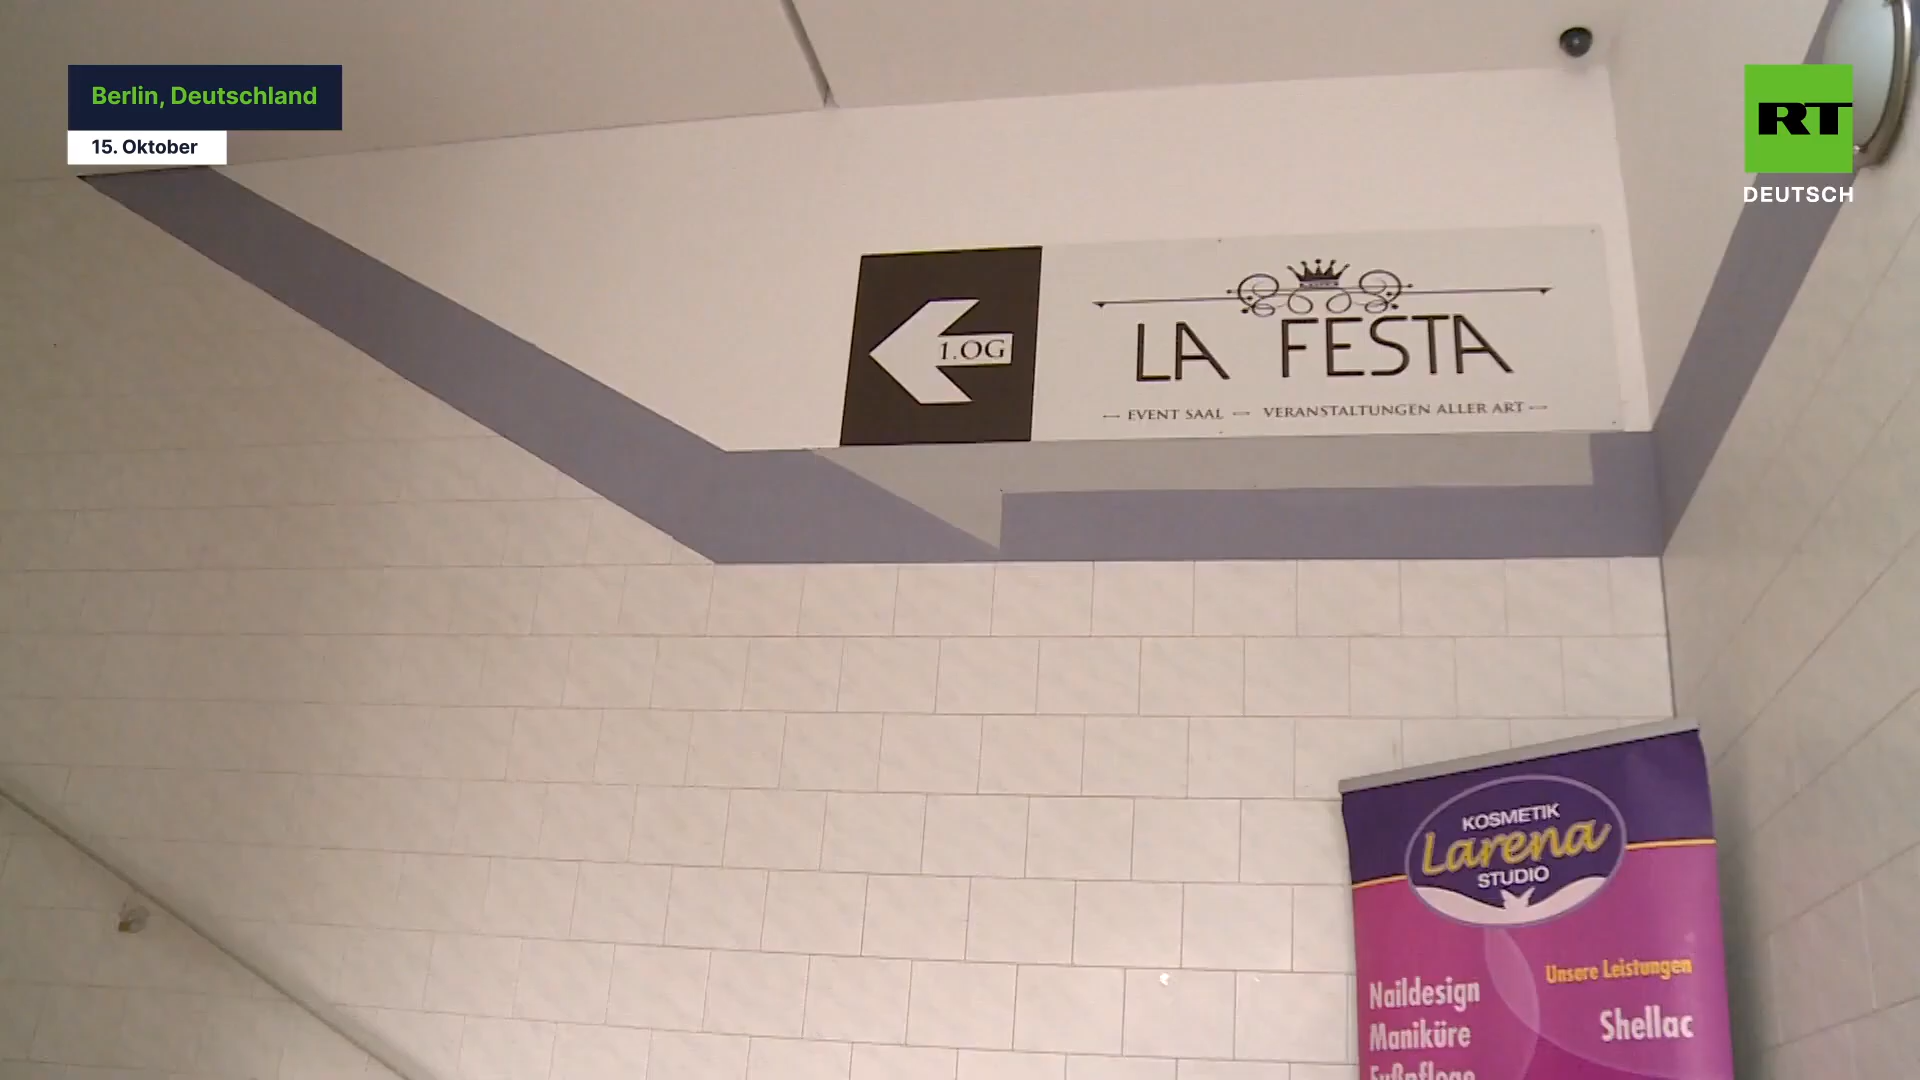 Berlin, Deutschland
15. Oktober
RT
DEUTSCH
1.OG
LA FESTA
EVENT SAAL VERANSTALTUNGEN ALLER ART
KOSMETIK
Larena
STUDIO
Unsere Leistungen
Naildesign
Shellac
Maniküre
Fußpflege